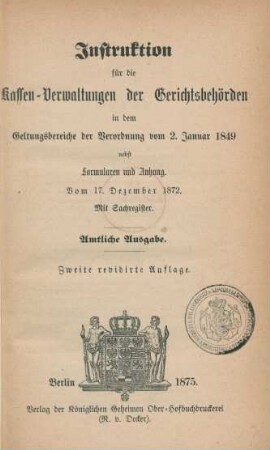 Instruktion
für die
Kassen-Verwaltungen der Gerichtsbehörden
in dem
Geltungsbereiche der Verordnung vom 2. Januar 1849
nebst
Formularen und Anhang.
Vom 17. Dezember 1872.
Mit Sachregister.
Amtliche Ausgabe.
Zweite revidirte Auflage.
Berlin 1875.
Verlag der Königlichen Geheimen Ober-Hofbuchdruckerei
(R. v. Decker).